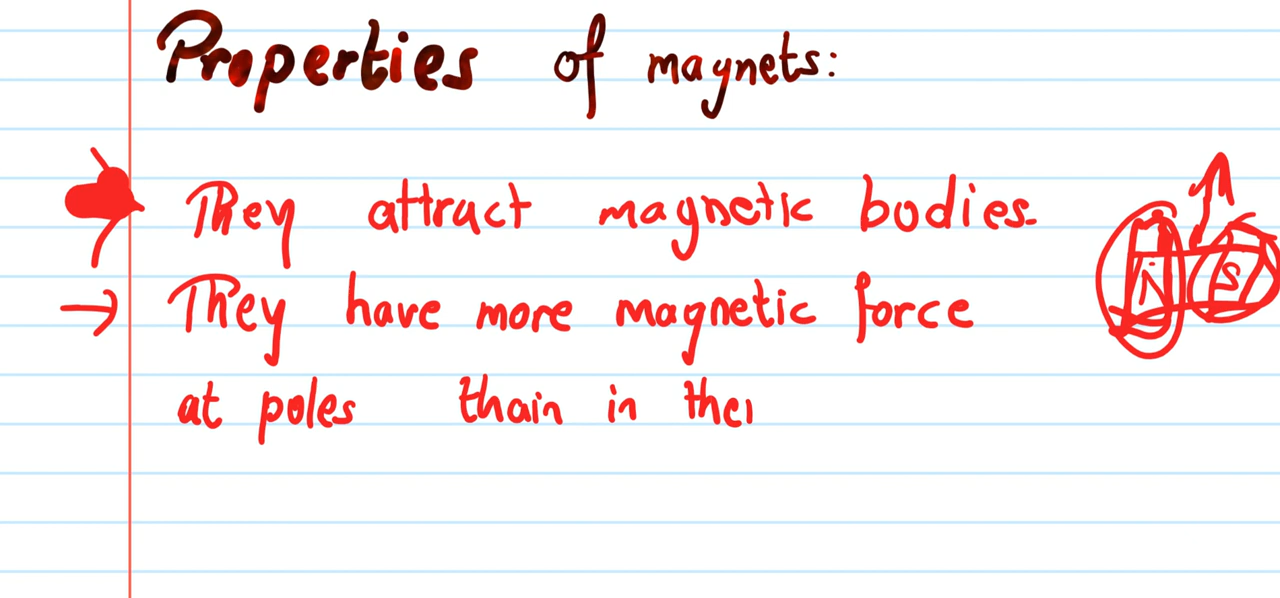 Properties of magnets:
They attract magnetic bodies.
→ They have more magnetic force
at poles thain in the
N S